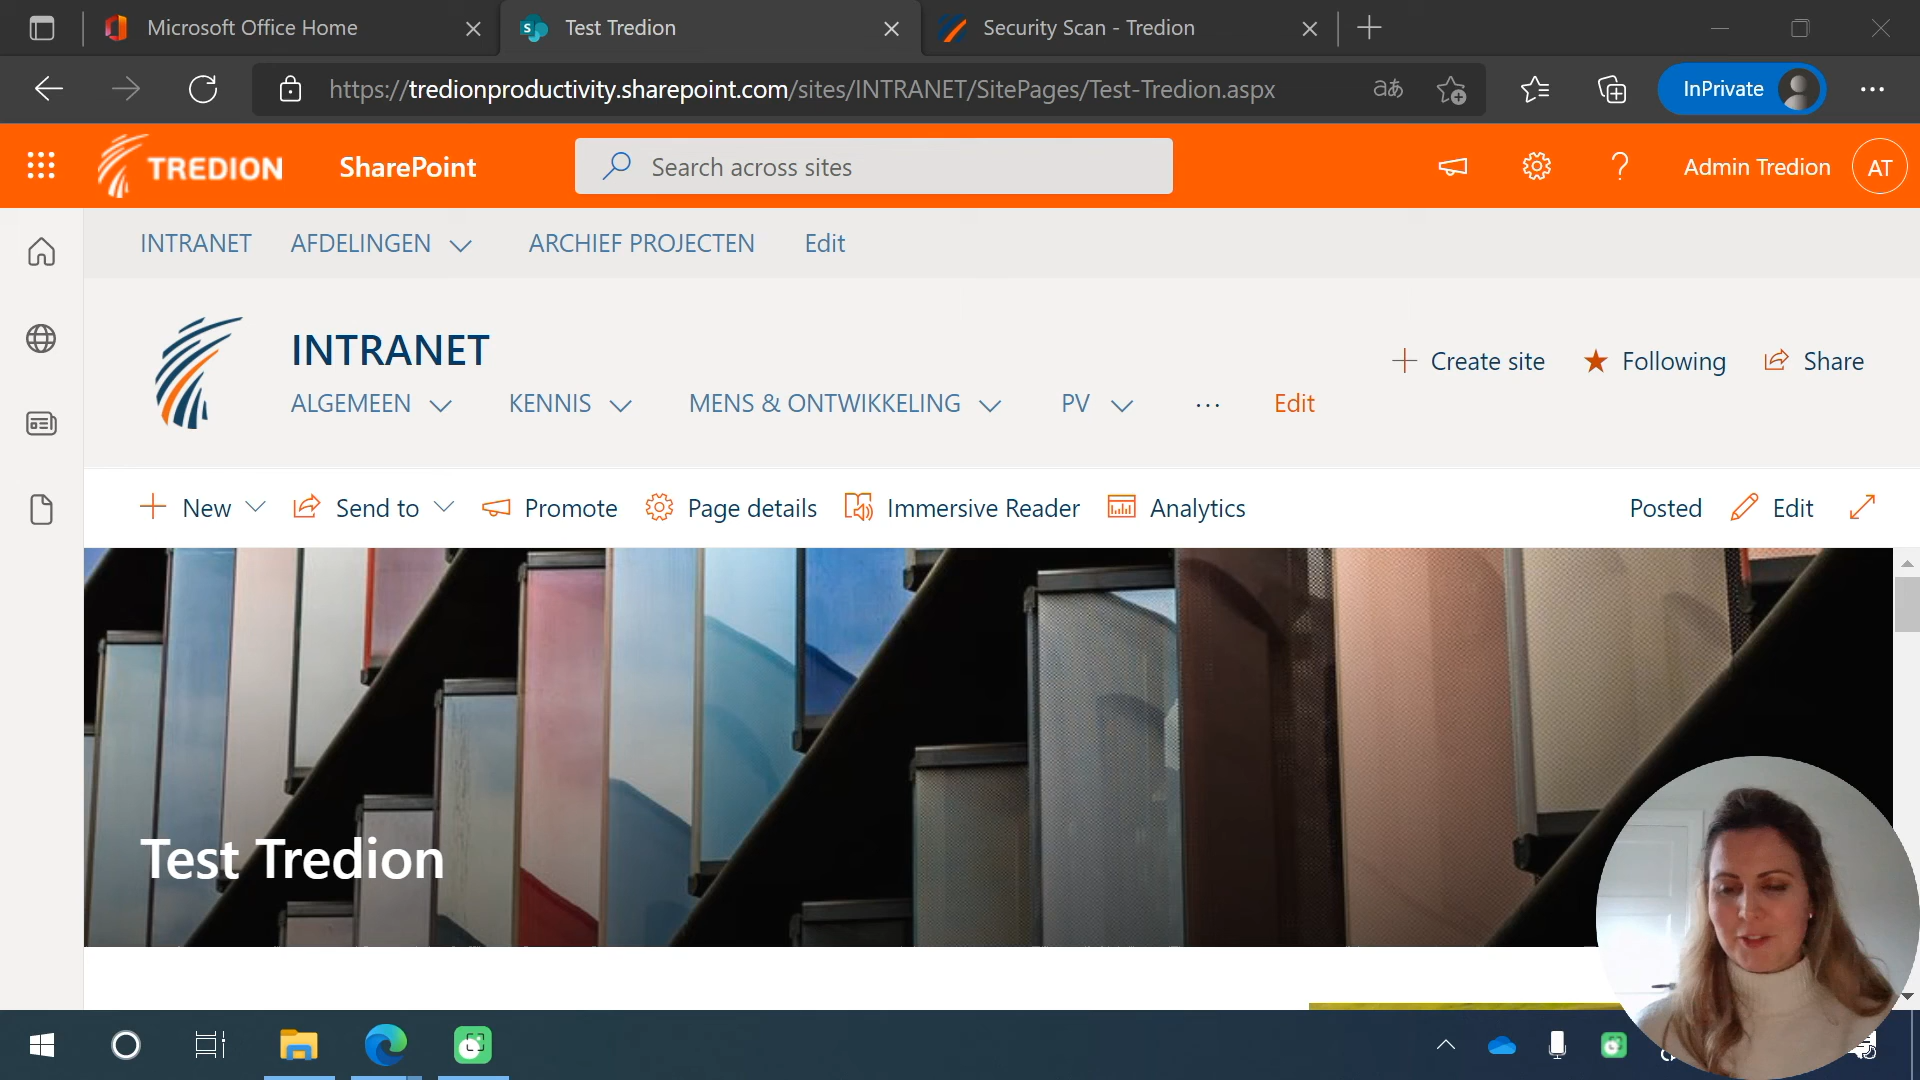 Microsoft Office Home
Test Tredion
Security Scan - Tredion
https://tredionproductivity.sharepoint.com/sites/INTRANET/SitePages/Test-Tredion.aspx
aあ
InPrivate
TREDION
SharePoint
Search across sites
Admin Tredion
AT
INTRANET
AFDELINGEN
ARCHIEF PROJECTEN
Edit
INTRANET
Create site
Following
Share
ALGEMEEN
KENNIS
MENS & ONTWIKKELING
PV
...
Edit
New
Send to
Promote
Page details
Immersive Reader
Analytics
Posted
Edit
Test Tredion